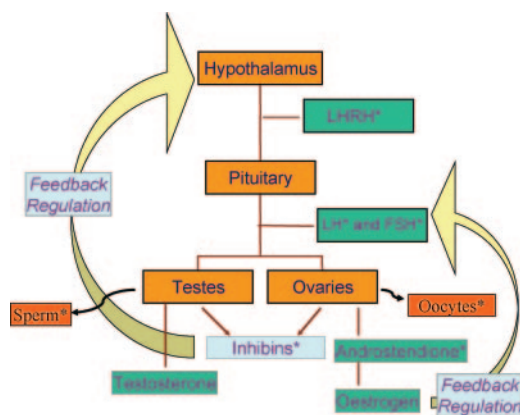 Hypothalamus
LHRH*
Feedback
Regulation
Pituitary
LH* and FSH*
Testes
Ovaries
Sperm*
Oocytes*
Inhibins*
Androstendione*
Testosterone
Oestrogen
Feedback
Regulation